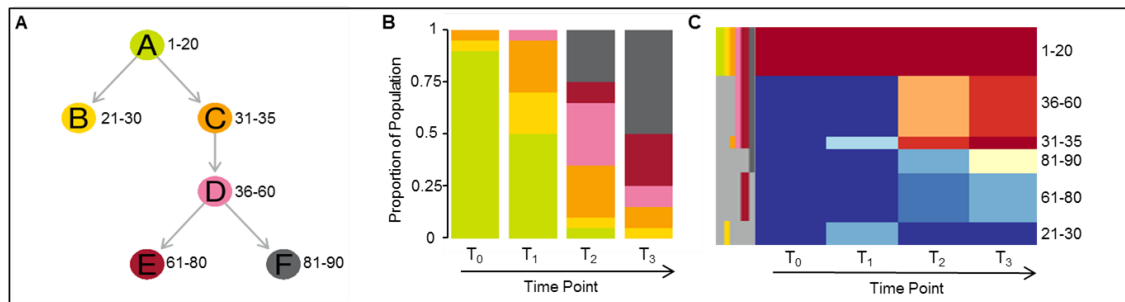 A
A
1-20
B
21-30
C
31-35
D
36-60
E
61-80
F
81-90
B
Proportion of Population
1
0.75
0.5
0.25
0
T0
T1
T2
T3
Time Point
C
1-20
36-60
31-35
81-90
61-80
21-30
T0
T1
T2
T3
Time Point